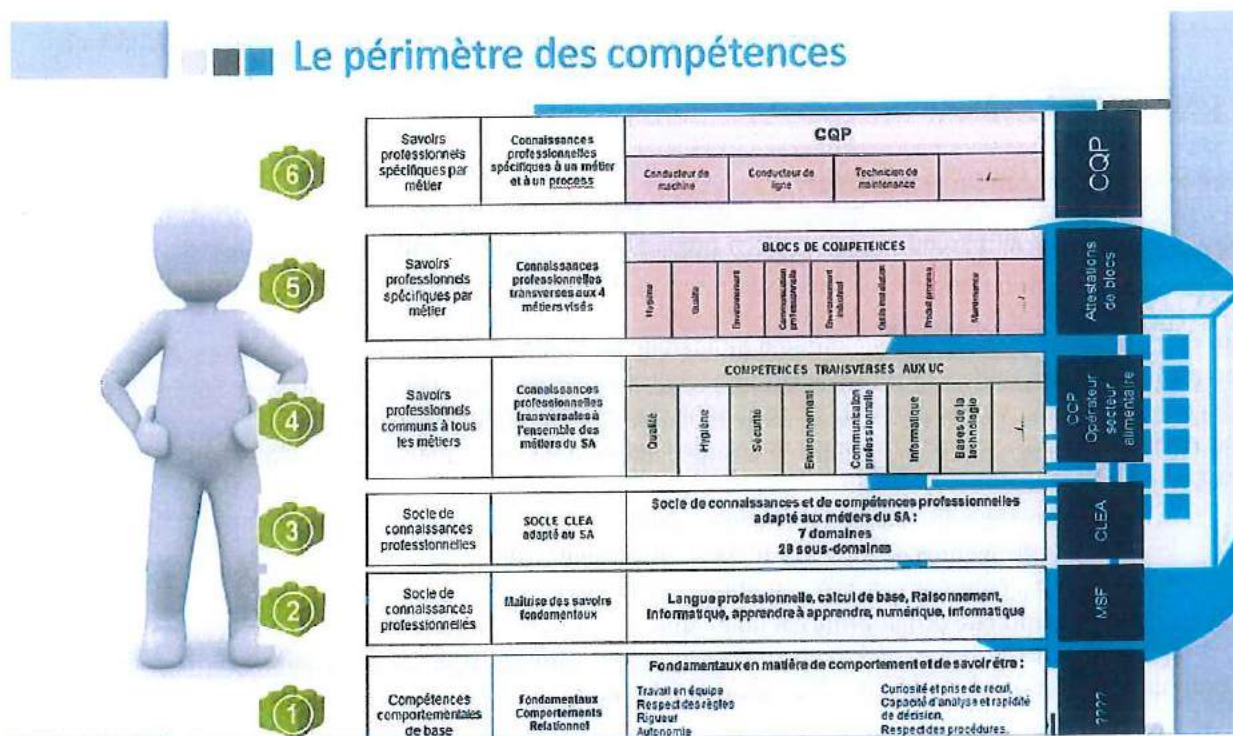 Le périmètre des compétences
6
Savoirs
professionnels
spécifiques par
métier
Connaissances
professionnelles
spécifiques à un métier
et à un process
CQP
Conducteur de
machine
Conducteur de
ligne
Technicien de
maintenance
.../...
CQP
5
Savoirs
professionnels
spécifiques par
métier
Connaissances
professionnelles
transverses aux 4
métiers visés
BLOCS DE COMPETENCES
Hygiène
Qualité
Environnement
Communication
professionnelle
Environnement
industriel
Produit process
Maintenance
.../...
Attestations
de blocs
4
Savoirs
professionnels
communs à tous
les métiers
Connaissances
professionnelles
transversales à
l'ensemble des
métiers du SA
COMPÉTENCES TRANSVERSES AUX UC
Qualité
Hygiène
Sécurité
Environnement
Communication
professionnelle
Informatique
Bases de la
technologie
.../...
CCP
Opérateur
secteur
alimentaire
3
Socle de
connaissances
professionnelles
SOCLE CLEA
adapté au SA
Socle de connaissances et de compétences professionnelles
adapté aux métiers du SA :
7 domaines
28 sous-domaines
CLEA
2
Socle de
connaissances
professionnelles
Maîtrise des savoirs
fondamentaux
Langue professionnelle, calcul de base, Raisonnement,
Informatique, apprendre à apprendre, numérique, informatique
MSF
1
Compétences
comportementales
de base
Fondamentaux
Comportements
Relationnel
Fondamentaux en matière de comportement et de savoir être :
Travail en équipe
Respect des règles
Rigueur
Autonomie
Curiosité et prise de recul,
Capacité d'analyse et rapidité
de décision,
Respect des procédures.
????